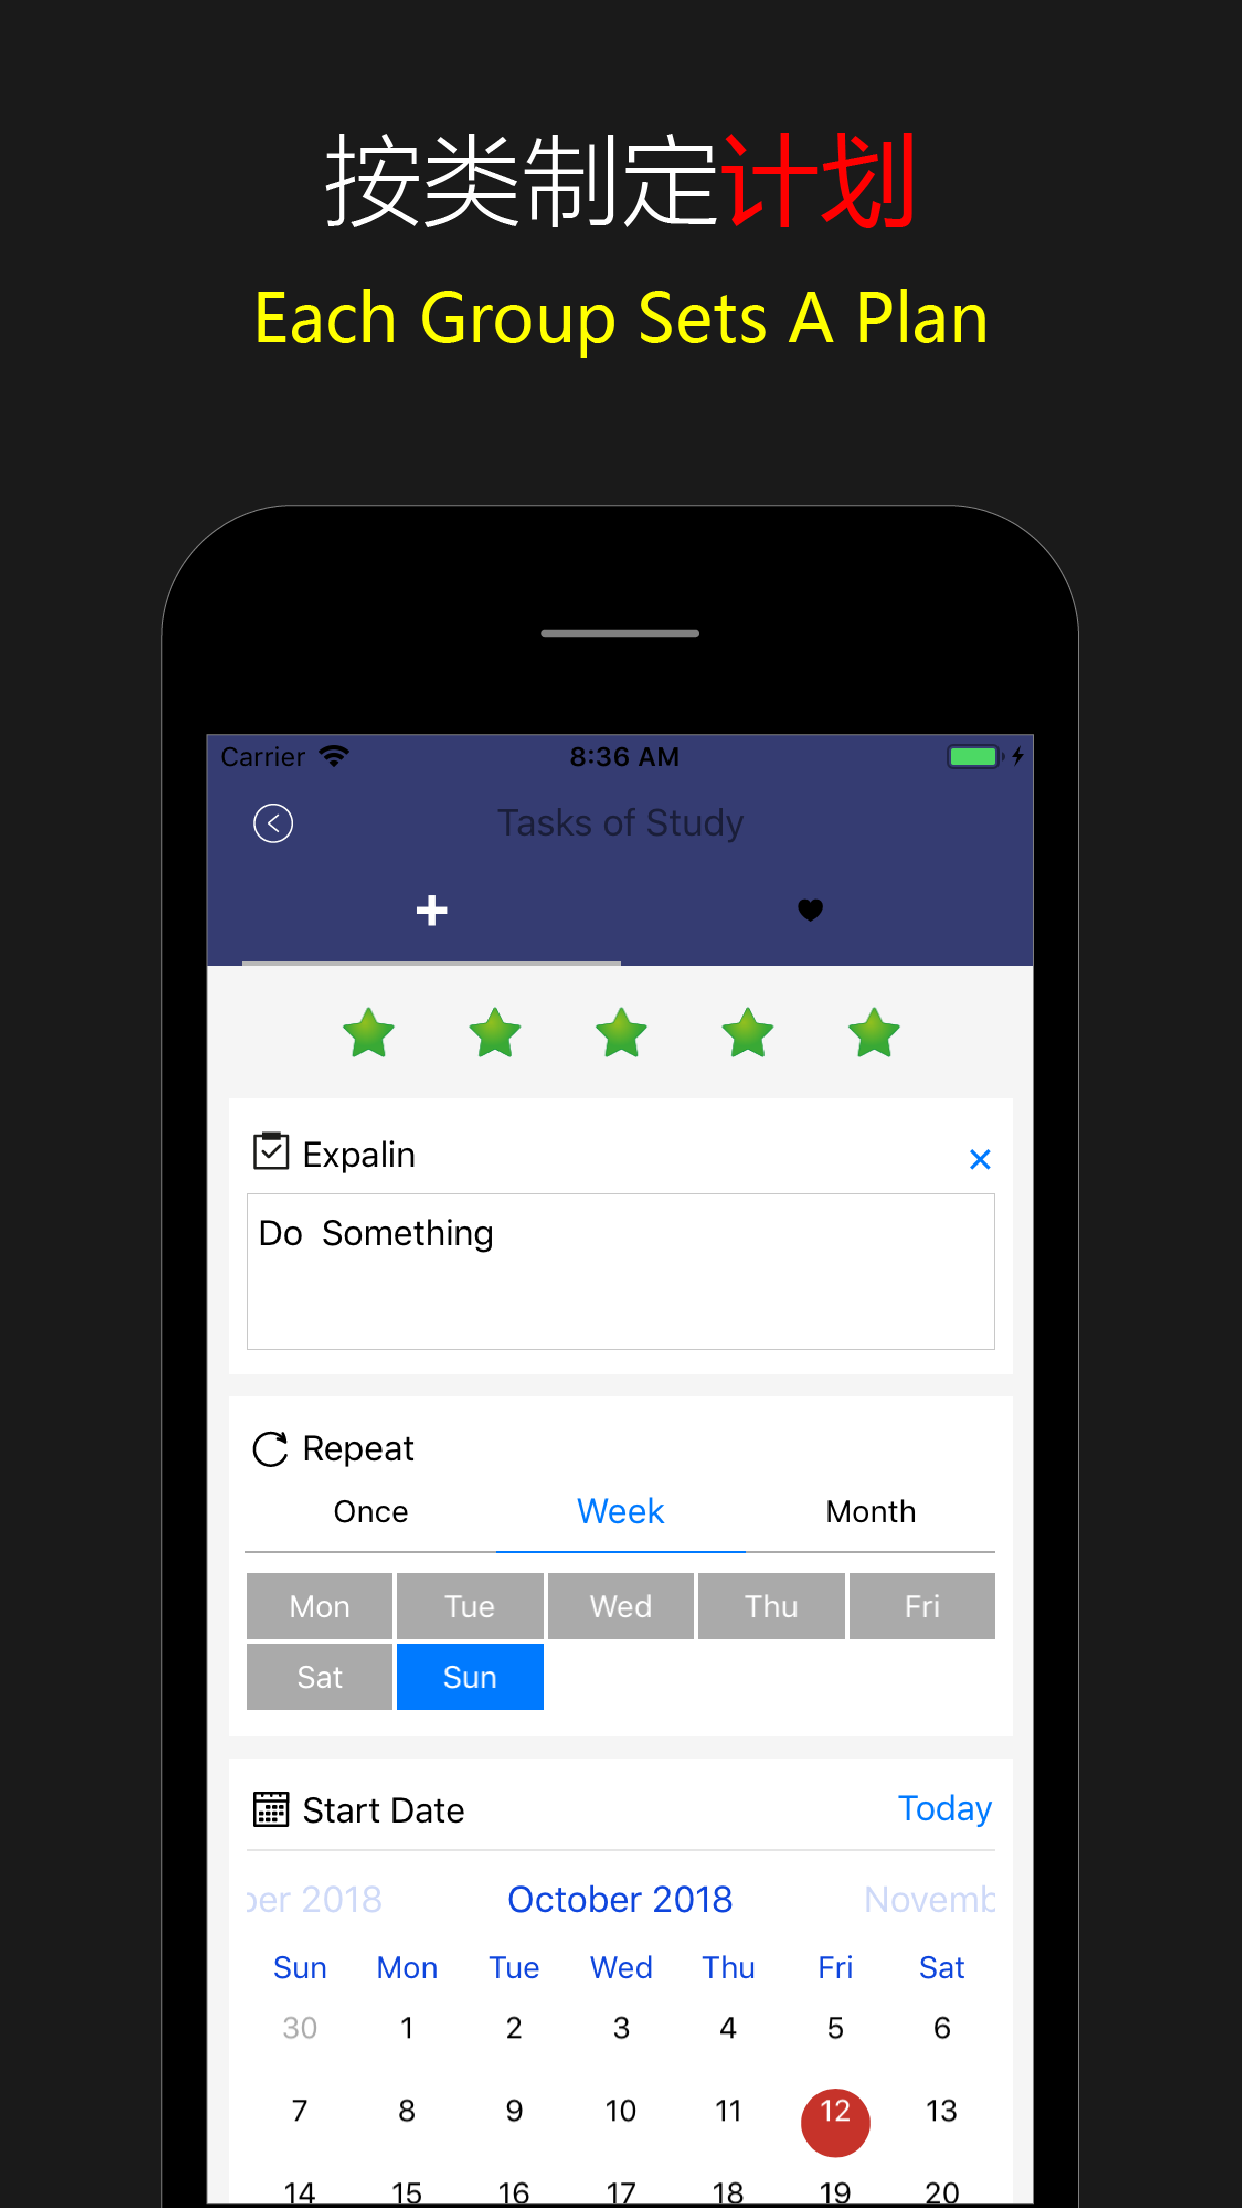 按类制定计划
Each Group Sets A Plan
Carrier 8:36 AM
Tasks of Study
Expalin
Do Something
Repeat
Once Week Month
Mon Tue Wed Thu Fri
Sat Sun
Start Date Today
ber 2018 October 2018 Novemb
Sun Mon Tue Wed Thu Fri Sat
30 1 2 3 4 5 6
7 8 9 10 11 12 13
14 15 16 17 18 19 20